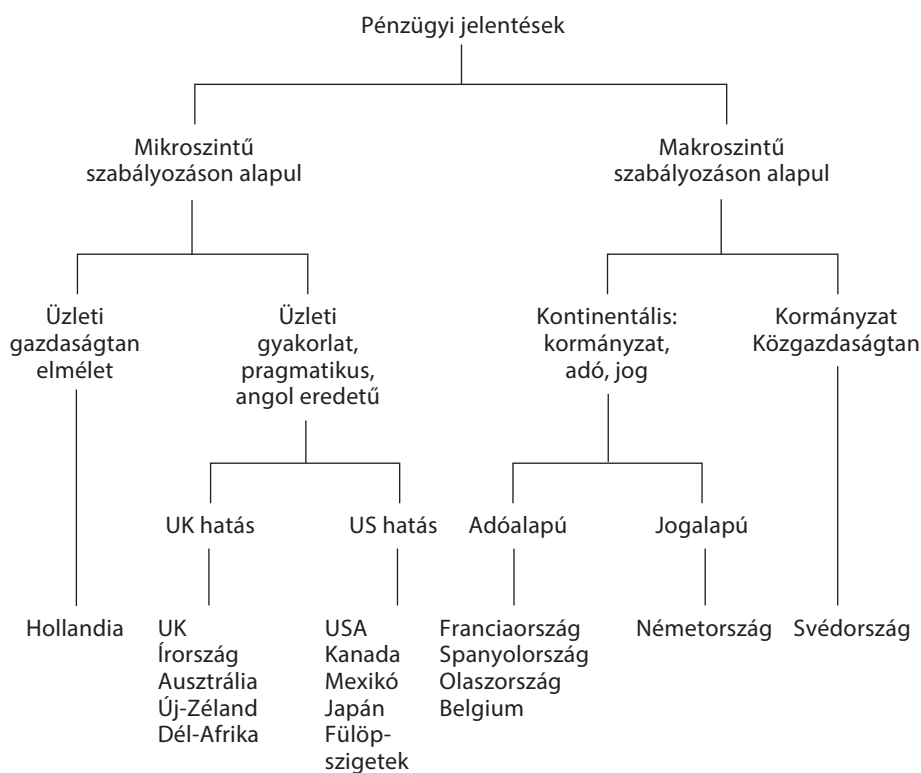 Pénzügyi jelentések
Mikroszintű
szabályozáson alapul
Makroszintű
szabályozáson alapul
Üzleti
gazdaságtan
elmélet
Üzleti
gyakorlat,
pragmatikus,
angol eredetű
Kontinentális:
kormányzat,
adó, jog
Kormányzat
Közgazdaságtan
UK hatás
US hatás
Adóalapú
Jogalapú
Hollandia
UK
Írország
Ausztrália
Új-Zéland
Dél-Afrika
USA
Kanada
Mexikó
Japán
Fülöp-
szigetek
Franciaország
Spanyolország
Olaszország
Belgium
Németország
Svédország